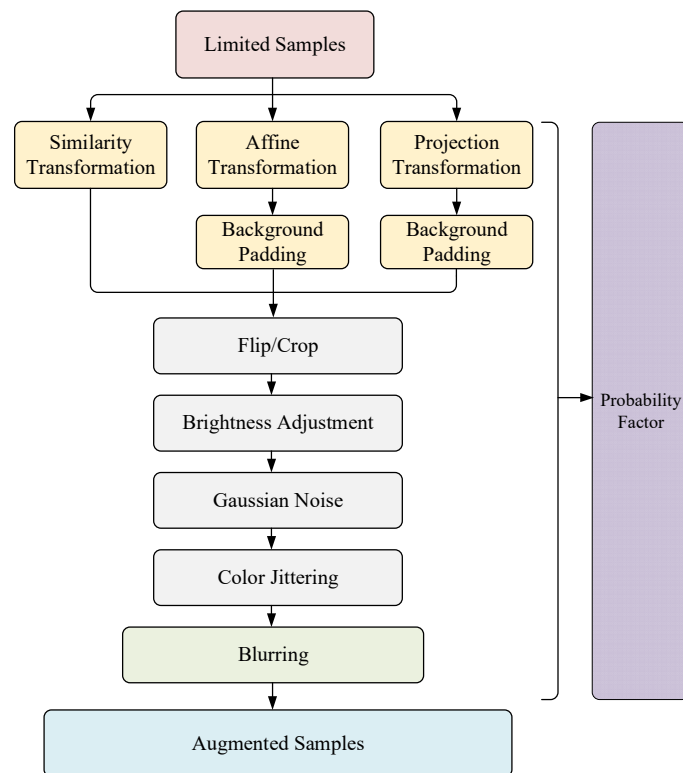 Limited Samples
Similarity
Transformation
Affine
Transformation
Projection
Transformation
Background
Padding
Background
Padding
Flip/Crop
Brightness Adjustment
Gaussian Noise
Color Jittering
Blurring
Augmented Samples
Probability
Factor